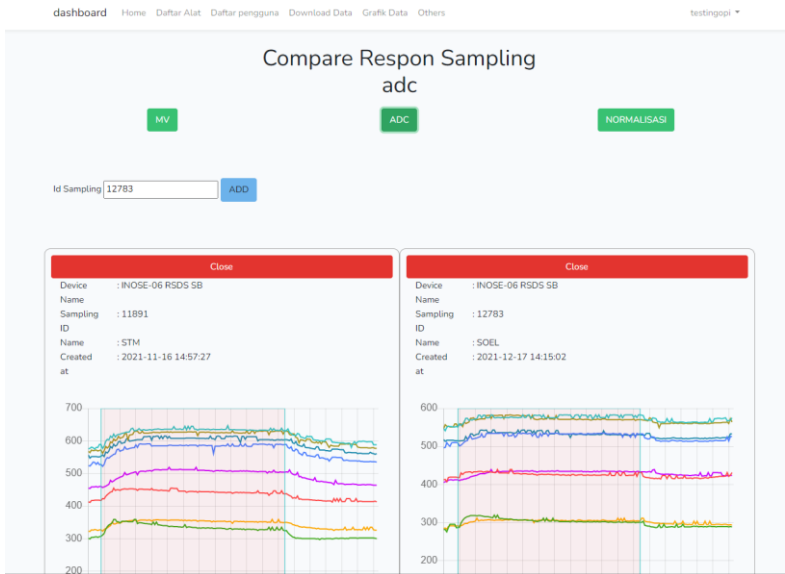 dashboard Home Daftar Alat Daftar pengguna Download Data Grafik Data Others testingopi
Compare Respon Sampling
adc
MV ADC NORMALISASI
Id Sampling 12783 ADD
Close
Device Name : INOSE-06 RSDS SB
Sampling ID : 11891
Name : STM
Created at : 2021-11-16 14:57:27
700
600
500
400
300
200
Close
Device Name : INOSE-06 RSDS SB
Sampling ID : 12783
Name : SOEL
Created at : 2021-12-17 14:15:02
600
500
400
300
200